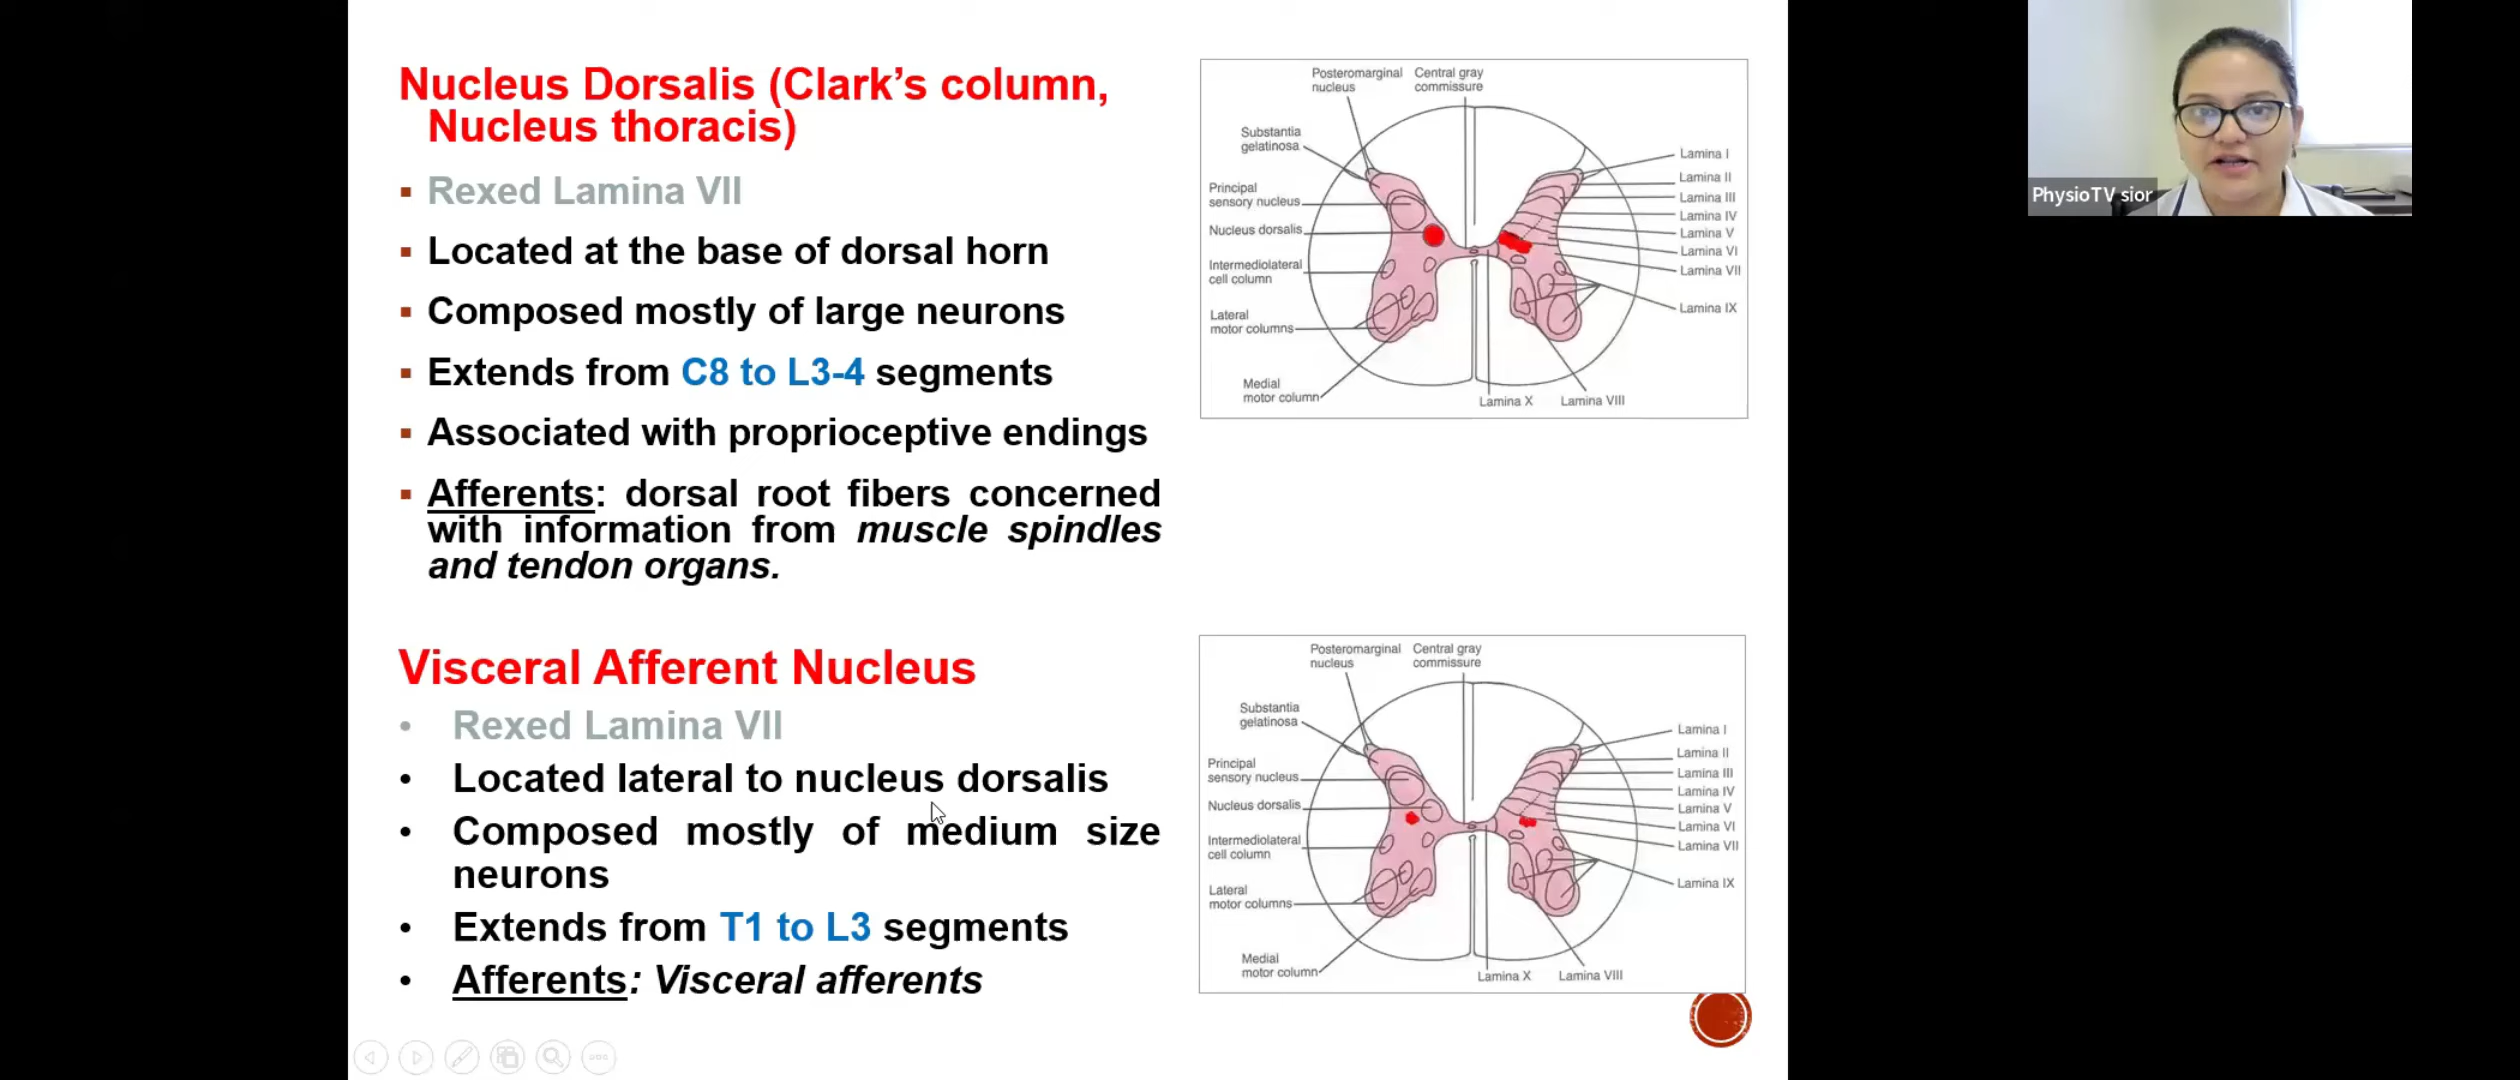 Nucleus Dorsalis (Clark’s column,
Nucleus thoracis)
Rexed Lamina VII
Located at the base of dorsal horn
Composed mostly of large neurons
Extends from C8 to L3-4 segments
Associated with proprioceptive endings
Afferents: dorsal root fibers concerned
with information from muscle spindles
and tendon organs.
Visceral Afferent Nucleus
Rexed Lamina VII
Located lateral to nucleus dorsalis
Composed mostly of medium size
neurons
Extends from T1 to L3 segments
Afferents: Visceral afferents
Posteromarginal
nucleus
Central gray
commissure
Substantia
gelatinosa
Principal
sensory nucleus
Nucleus dorsalis
Intermediolateral
cell column
Lateral
motor columns
Medial
motor column
Lamina I
Lamina II
Lamina III
Lamina IV
Lamina V
Lamina VI
Lamina VII
Lamina IX
Lamina X
Lamina VIII
Posteromarginal
nucleus
Central gray
commissure
Substantia
gelatinosa
Principal
sensory nucleus
Nucleus dorsalis
Intermediolateral
cell column
Lateral
motor columns
Medial
motor column
Lamina I
Lamina II
Lamina III
Lamina IV
Lamina V
Lamina VI
Lamina VII
Lamina IX
Lamina X
Lamina VIII
PhysioTV sior